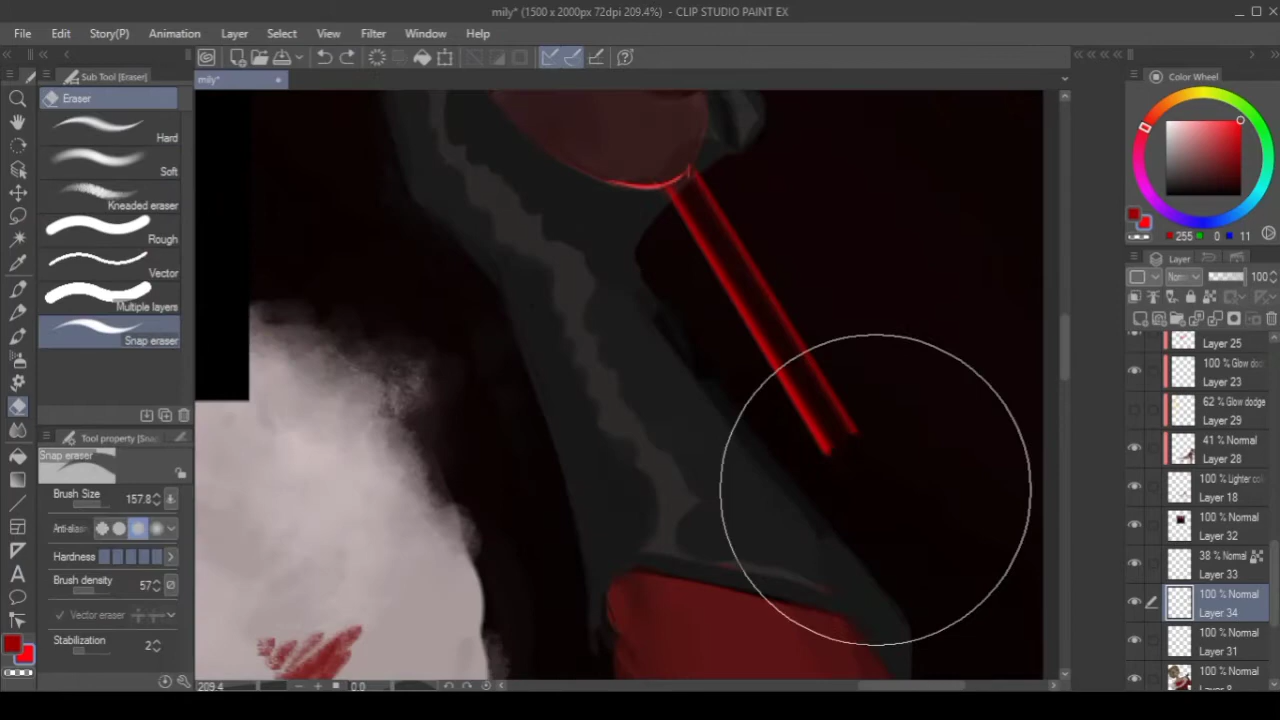 mily* (1500 x 2000px 72dpi 209.4%) - CLIP STUDIO PAINT EX
File Edit Story(P) Animation Layer Select View Filter Window Help
Sub Tool [Eraser]
mily*
Color Wheel
Eraser
Hard
Soft
Kneaded eraser
Rough
Vector
Multiple layers
Snap eraser
255 0 11
Layer
100
Layer 25
100 %
Layer 23
62 % Glow dodge
Layer 29
41 % Normal
Layer 28
100 %
Layer 18
100 % Normal
Layer 32
38 % Normal
Layer 33
100 % Normal
Layer 34
100 % Normal
Layer 31
100 % Normal
Tool property
Snap eraser
Brush Size 157.8
Hardness
Brush density 57
Vector eraser
Stabilization 2
209.4 0.0